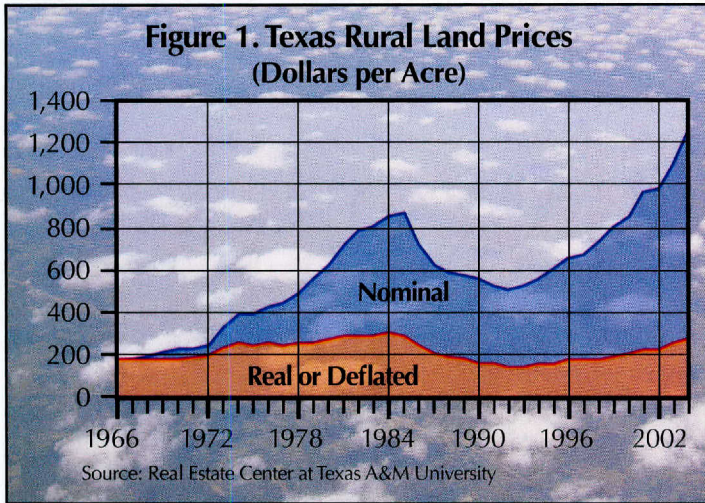 Figure 1. Texas Rural Land Prices
(Dollars per Acre)
1,400
1,200
1,000
800
600
400
200
0
Nominal
Real or Deflated
1966 1972 1978 1984 1990 1996 2002
Source: Real Estate Center at Texas A&M University